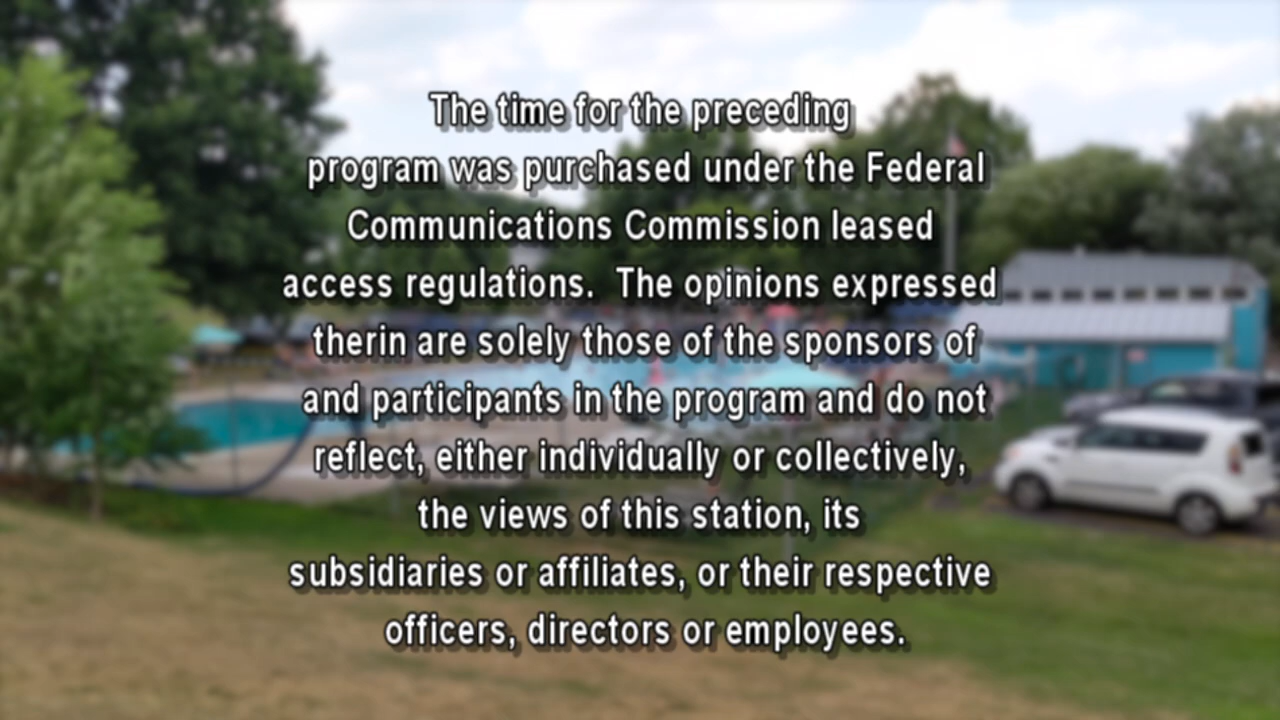 The time for the preceding
program was purchased under the Federal
Communications Commission leased
access regulations.  The opinions expressed
therin are solely those of the sponsors of
and participants in the program and do not
reflect, either individually or collectively,
the views of this station, its
subsidiaries or affiliates, or their respective
officers, directors or employees.